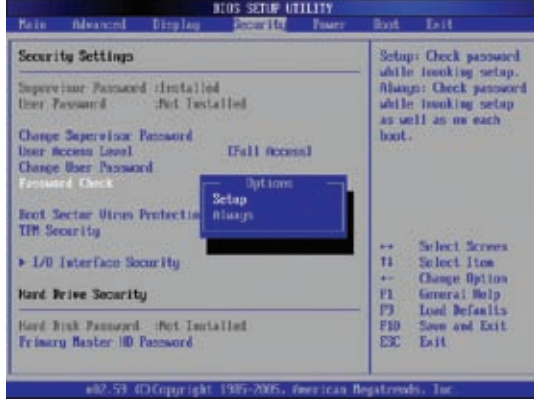 BIOS SETUP UTILITY
Main Advanced Display Security Power Boot Exit
Security Settings
Supervisor Password :Installed
User Password :Not Installed
Change Supervisor Password
User Access Level [Full Access]
Change User Password
Password Check
Boot Sector Virus Protectio
TPM Security
▶ I/O Interface Security
Hard Drive Security
Hard Disk Password :Not Installed
Primary Master HD Password
Options
Setup
Always
Setup: Check password
while invoking setup.
Always: Check password
while invoking setup
as well as on each
boot.
↔ Select Screen
↑↓ Select Item
+- Change Option
F1 General Help
F9 Load Defaults
F10 Save and Exit
ESC Exit
v02.59 (C)Copyright 1985-2005, American Megatrends, Inc.